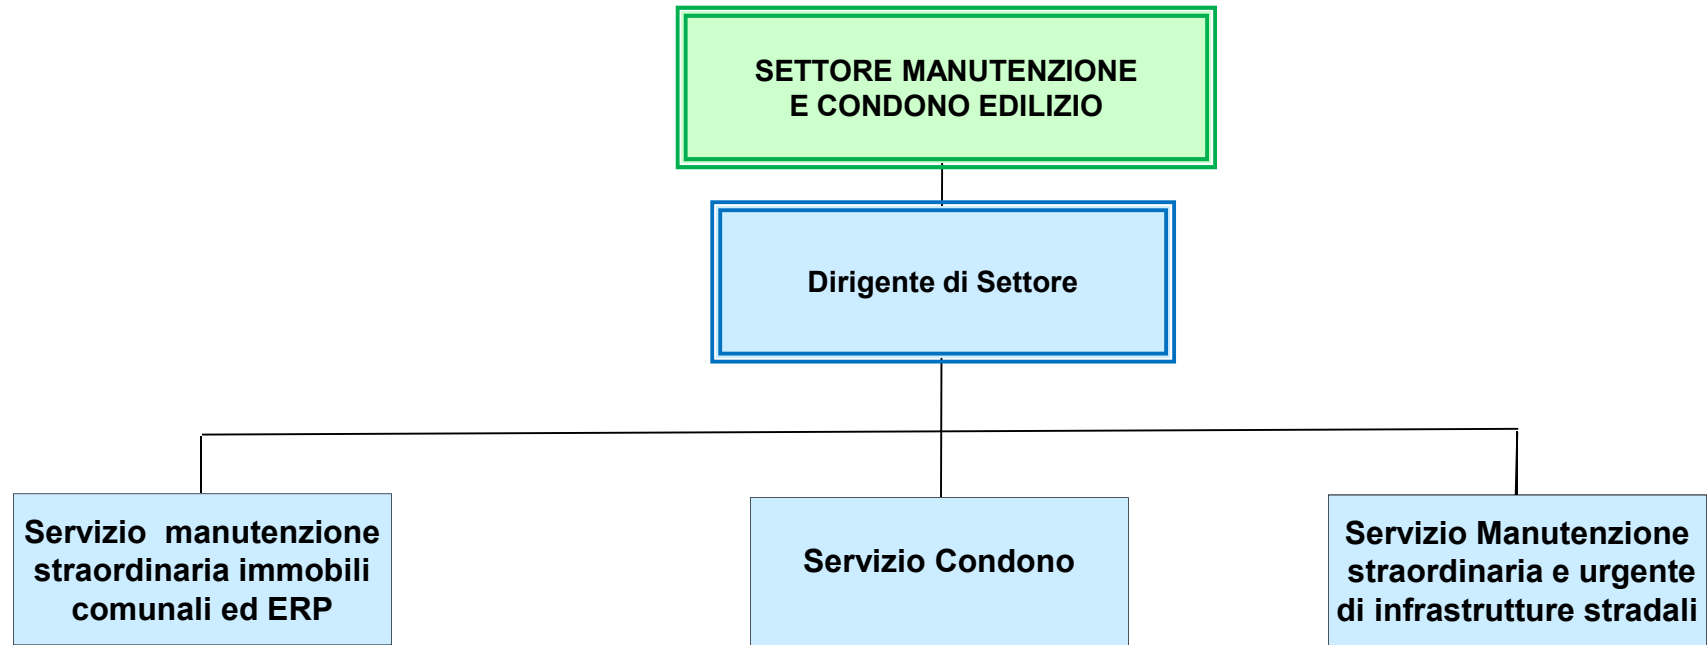 SETTORE MANUTENZIONE
E CONDONO EDILIZIO
Dirigente di Settore
Servizio manutenzione
straordinaria immobili
comunali ed ERP
Servizio Condono
Servizio Manutenzione
straordinaria e urgente
di infrastrutture stradali